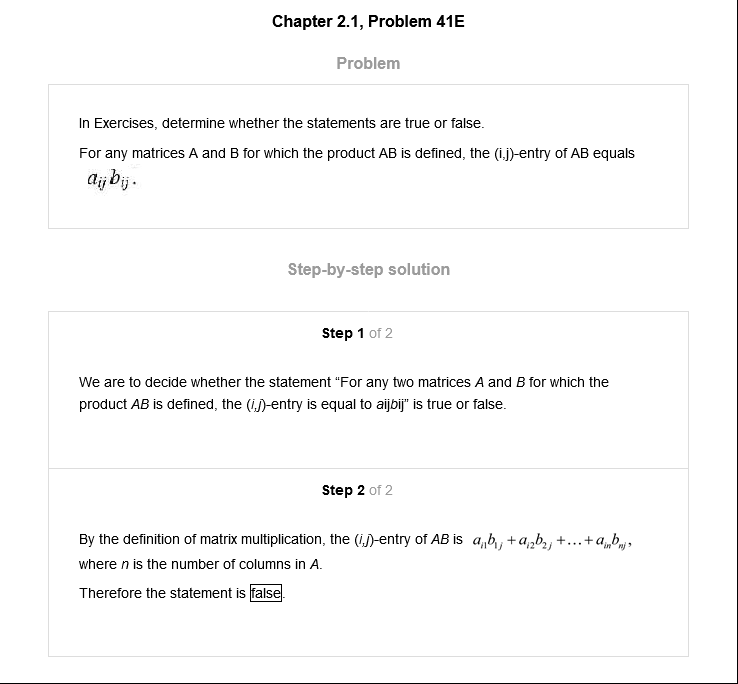 Chapter 2.1, Problem 41E
Problem
In Exercises, determine whether the statements are true or false.
For any matrices A and B for which the product AB is defined, the (i,j)-entry of AB equals
a_{ij} b_{ij}.
Step-by-step solution
Step 1 of 2
We are to decide whether the statement “For any two matrices A and B for which the
product AB is defined, the (i,j)-entry is equal to aijbij” is true or false.
Step 2 of 2
By the definition of matrix multiplication, the (i,j)-entry of AB is a_{i1}b_{1j} + a_{i2}b_{2j} + ... + a_{in}b_{nj},
where n is the number of columns in A.
Therefore the statement is false.